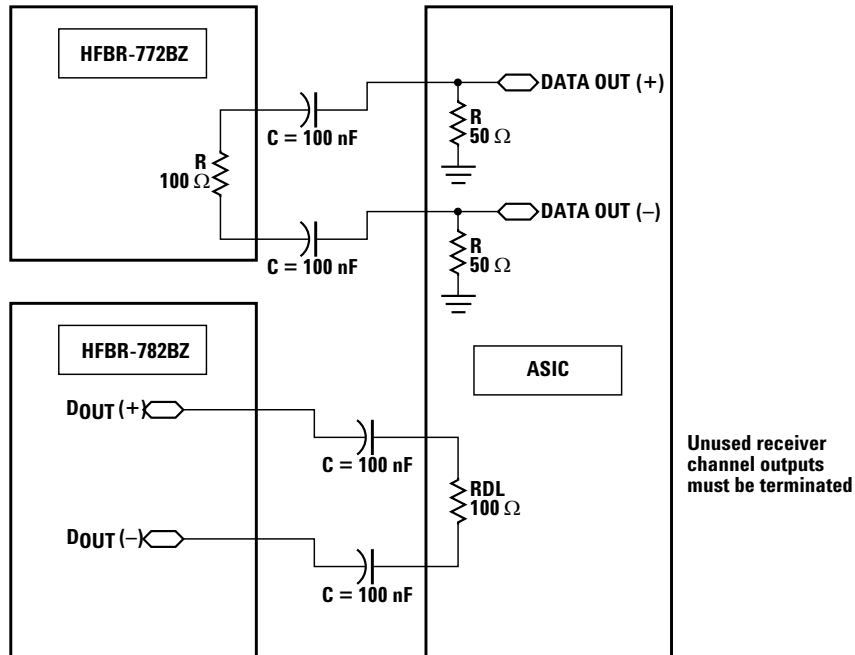 HFBR-772BZ
C = 100 nF
R
100 Ω
C = 100 nF
DATA OUT (+)
R
50 Ω
DATA OUT (–)
R
50 Ω
HFBR-782BZ
DOUT (+)
DOUT (–)
C = 100 nF
C = 100 nF
RDL
100 Ω
ASIC
Unused receiver
channel outputs
must be terminated